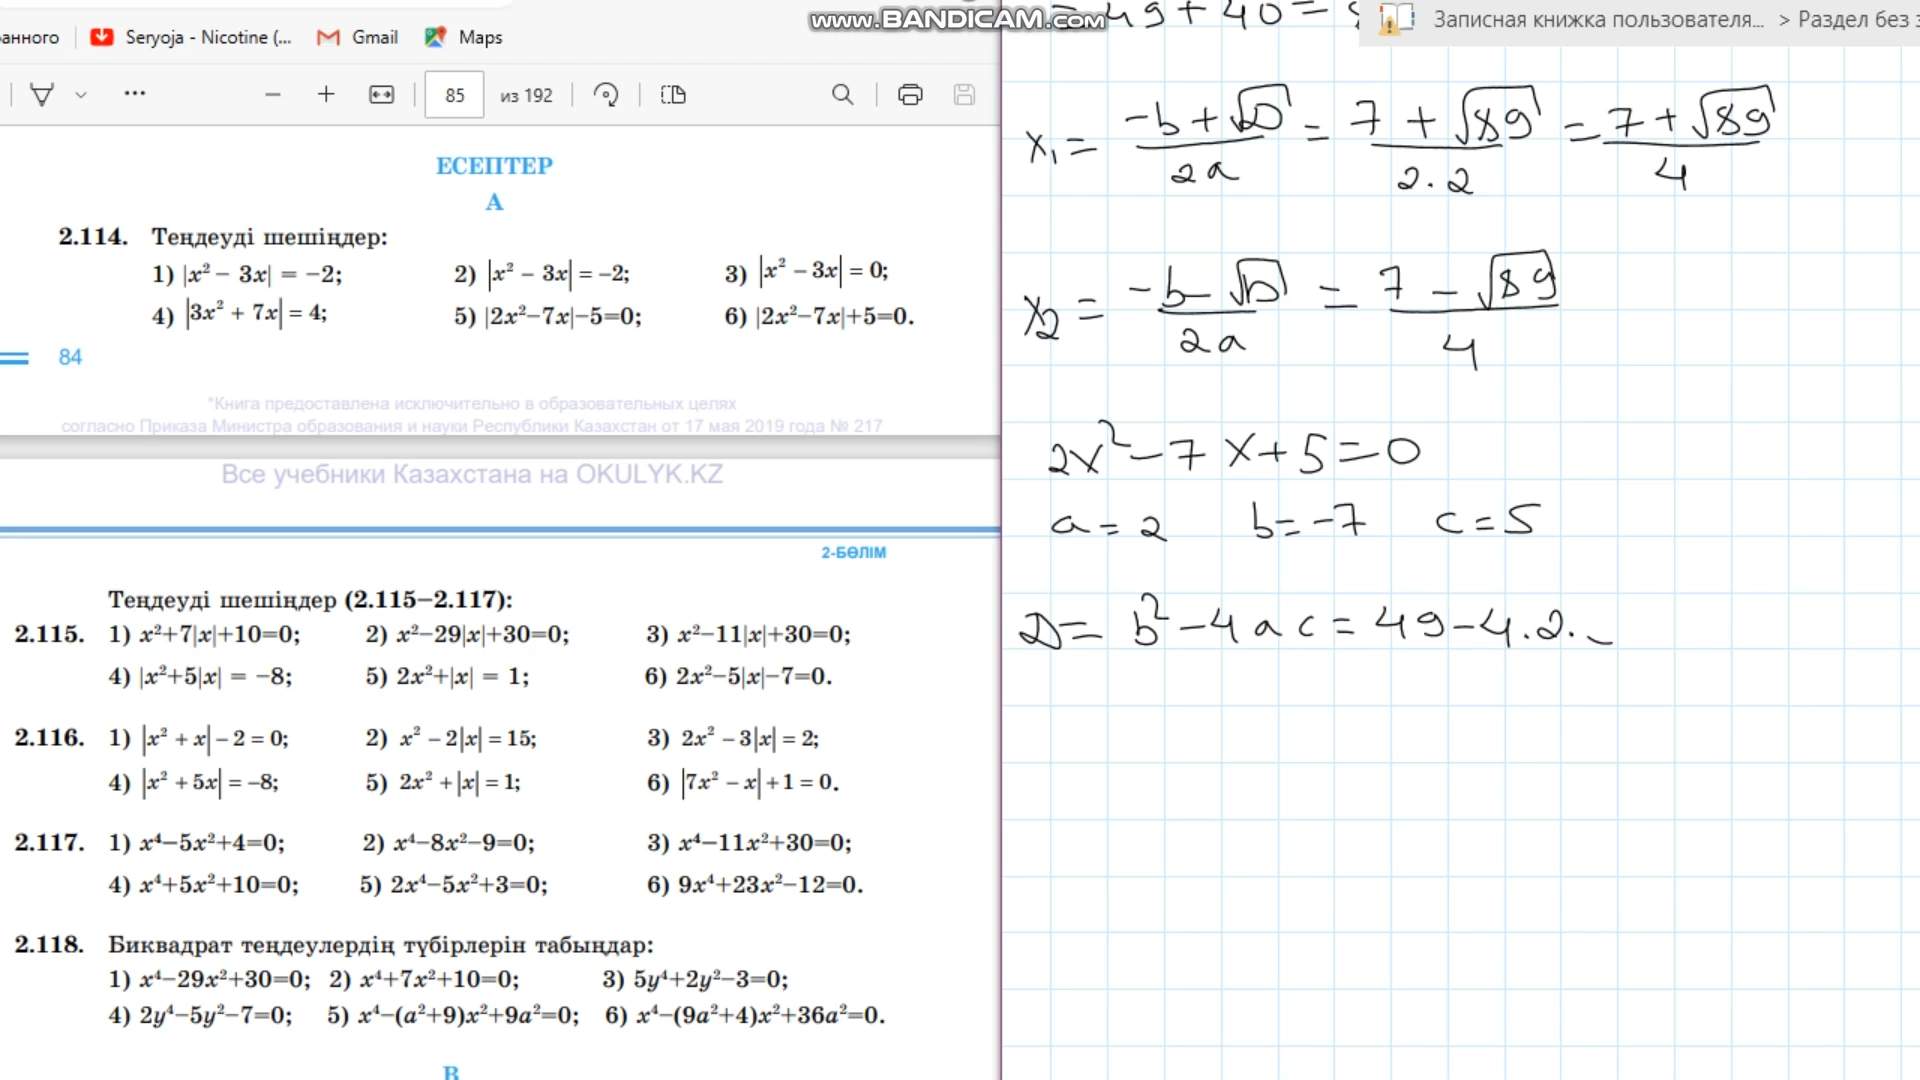 www.BANDICAM.com
анного Seryoja - Nicotine (... Gmail Maps
85 из 192
ЕСЕПТЕР
А
2.114. Теңдеуді шешіңдер:
1) |x² − 3x| = −2; 2) |x² − 3x| = −2; 3) |x² − 3x| = 0;
4) |3x² + 7x| = 4; 5) |2x²−7x|−5=0; 6) |2x²−7x|+5=0.
84
*Книга предоставлена исключительно в образовательных целях
согласно Приказа Министра образования и науки Республики Казахстан от 17 мая 2019 года № 217
Все учебники Казахстана на OKULYK.KZ
2-БӨЛІМ
Теңдеуді шешіңдер (2.115−2.117):
2.115. 1) x²+7|x|+10=0; 2) x²−29|x|+30=0; 3) x²−11|x|+30=0;
4) |x²+5|x| = −8; 5) 2x²+|x| = 1; 6) 2x²−5|x|−7=0.
2.116. 1) |x² + x| − 2 = 0; 2) x² − 2|x| = 15; 3) 2x² − 3|x| = 2;
4) |x² + 5x| = −8; 5) 2x² + |x| = 1; 6) |7x² − x| + 1 = 0.
2.117. 1) x⁴−5x²+4=0; 2) x⁴−8x²−9=0; 3) x⁴−11x²+30=0;
4) x⁴+5x²+10=0; 5) 2x⁴−5x²+3=0; 6) 9x⁴+23x²−12=0.
2.118. Биквадрат теңдеулердің түбірлерін табыңдар:
1) x⁴−29x²+30=0; 2) x⁴+7x²+10=0; 3) 5y⁴+2y²−3=0;
4) 2y⁴−5y²−7=0; 5) x⁴−(a²+9)x²+9a²=0; 6) x⁴−(9a²+4)x²+36a²=0.
В
Записная книжка пользователя... > Раздел без
= 49 + 40 =
x₁ = (-b + √D)/2a = (7 + √89)/2·2 = (7 + √89)/4
x₂ = (-b - √D)/2a = (7 - √89)/4
2x² - 7x + 5 = 0
a = 2 b = -7 c = 5
D = b² - 4ac = 49 - 4·2·